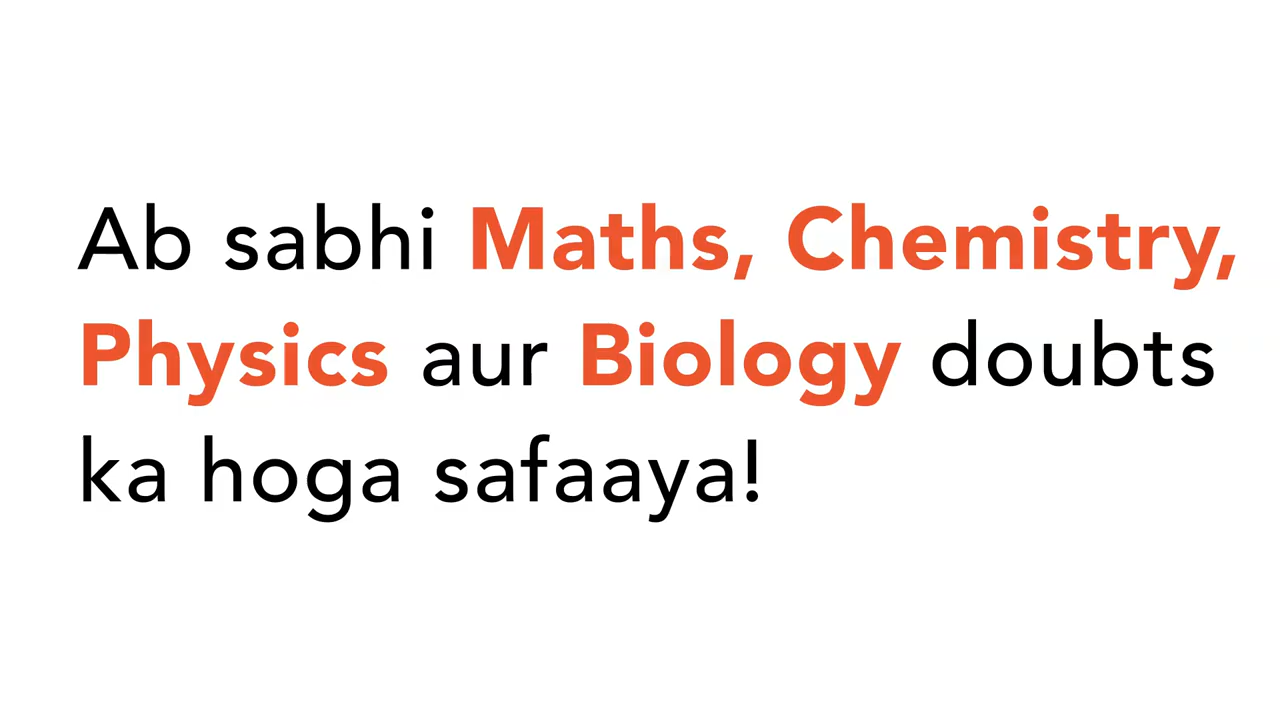 Ab sabhi Maths, Chemistry,
Physics aur Biology doubts
ka hoga safaaya!